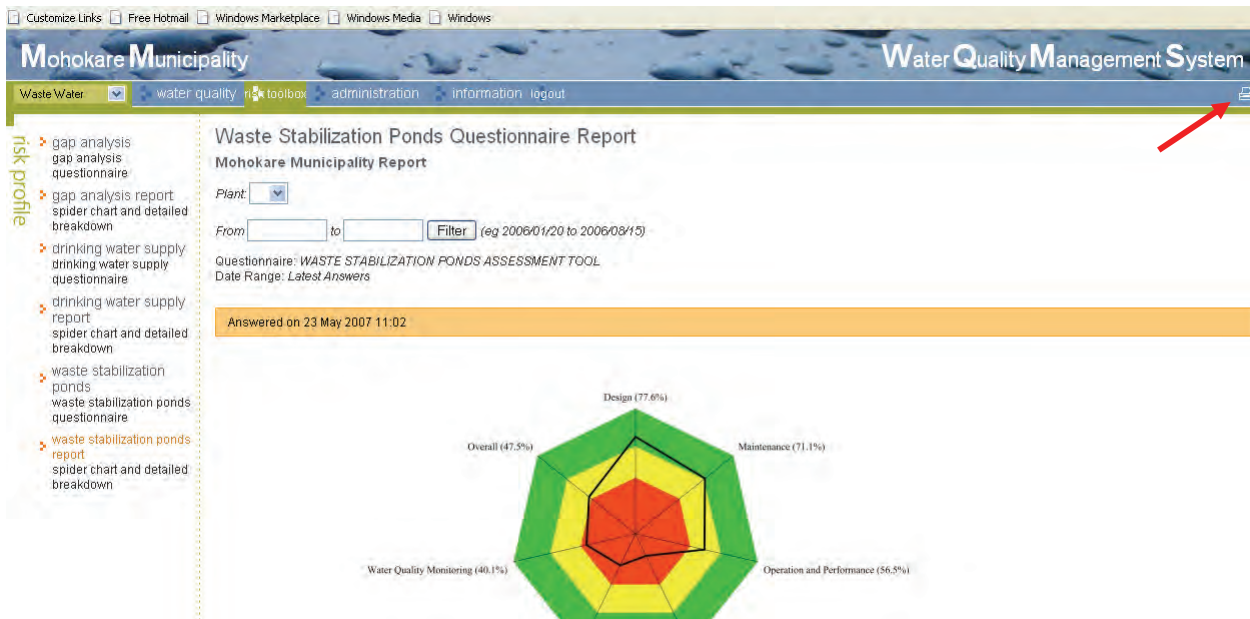 Customize Links Free Hotmail Windows Marketplace Windows Media Windows
Mohokare Municipality
Water Quality Management System
Waste Water water quality risk toolbox administration information logout
risk profile
gap analysis
gap analysis
questionnaire
gap analysis report
spider chart and detailed
breakdown
drinking water supply
drinking water supply
questionnaire
drinking water supply
report
spider chart and detailed
breakdown
waste stabilization
ponds
waste stabilization ponds
questionnaire
waste stabilization ponds
report
spider chart and detailed
breakdown
Waste Stabilization Ponds Questionnaire Report
Mohokare Municipality Report
Plant:
From to Filter (eg 2006/01/20 to 2006/08/15)
Questionnaire: WASTE STABILIZATION PONDS ASSESSMENT TOOL
Date Range: Latest Answers
Answered on 23 May 2007 11:02
Design (77.6%)
Overall (47.5%)
Maintenance (71.1%)
Water Quality Monitoring (40.1%)
Operation and Performance (56.5%)